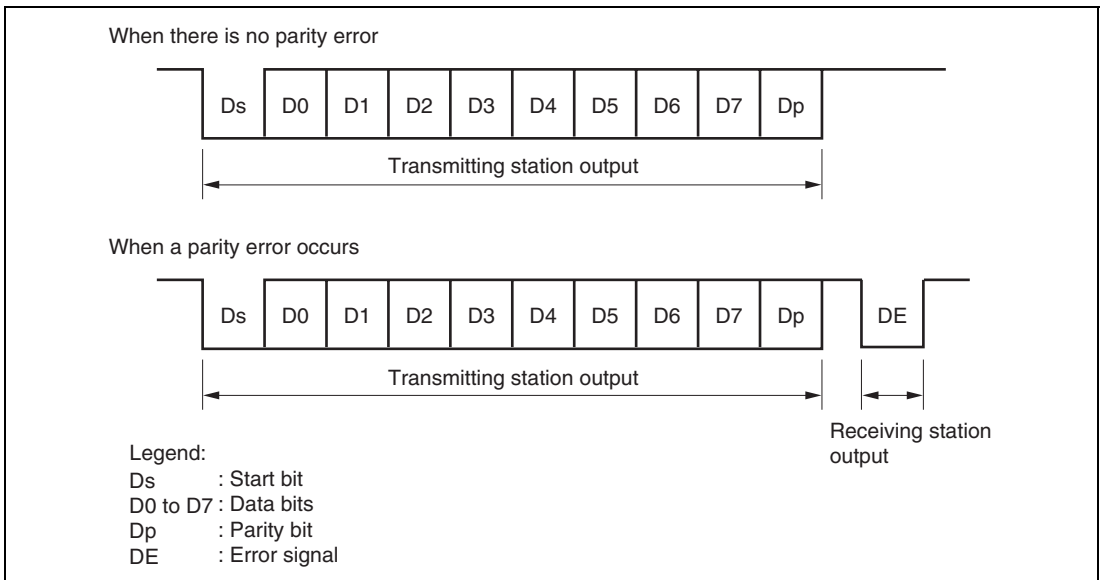 When there is no parity error
Ds D0 D1 D2 D3 D4 D5 D6 D7 Dp
Transmitting station output
When a parity error occurs
Ds D0 D1 D2 D3 D4 D5 D6 D7 Dp DE
Transmitting station output
Receiving station
output
Legend:
Ds : Start bit
D0 to D7 : Data bits
Dp : Parity bit
DE : Error signal